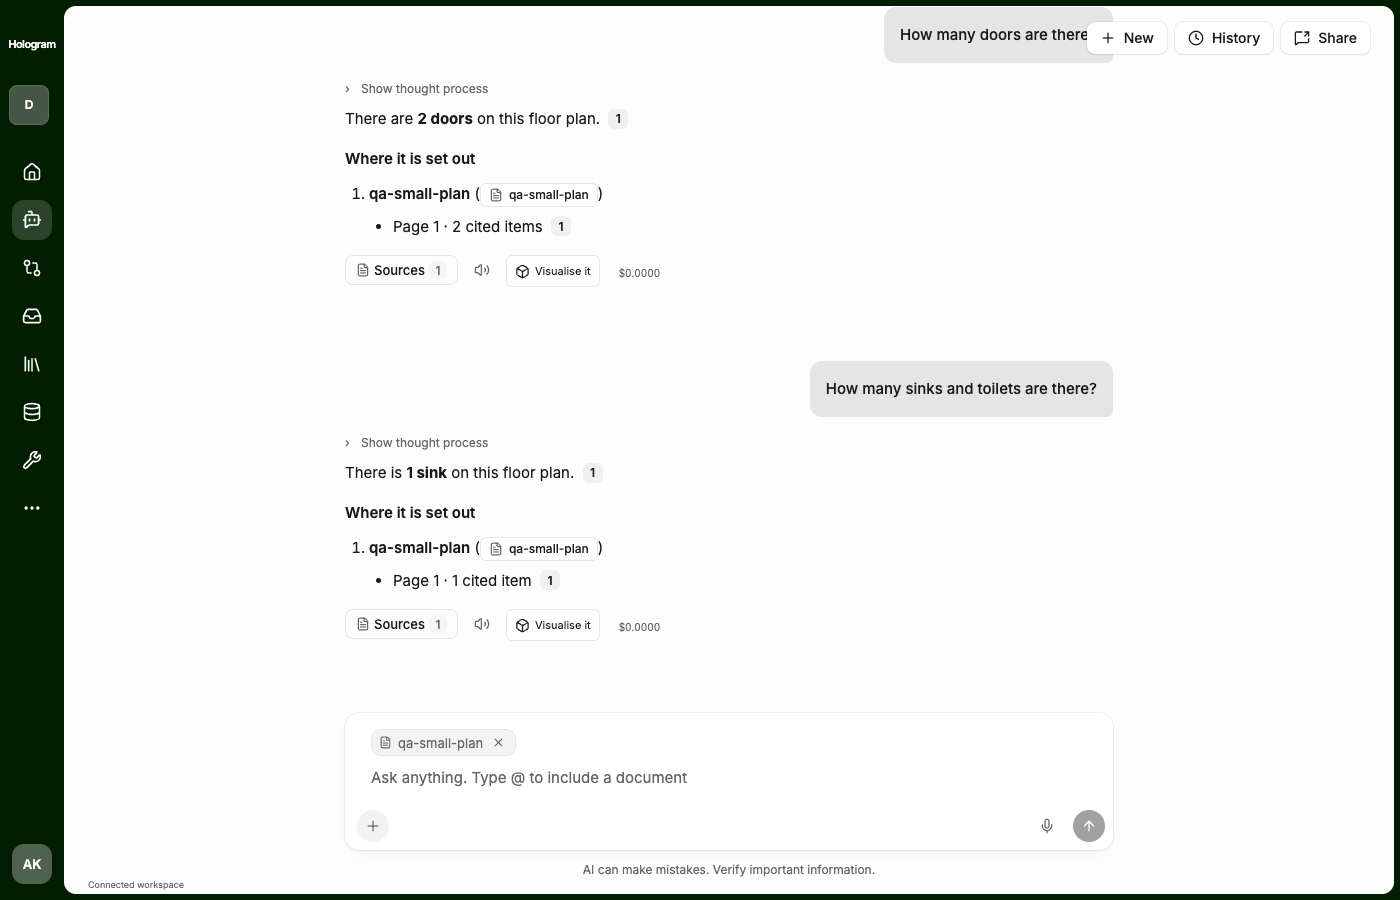 Hologram
D
How many doors are there
New
History
Share
Show thought process
There are 2 doors on this floor plan. 1
Where it is set out
1. qa-small-plan ( qa-small-plan )
• Page 1 · 2 cited items 1
Sources 1
Visualise it
$0.0000
How many sinks and toilets are there?
Show thought process
There is 1 sink on this floor plan. 1
Where it is set out
1. qa-small-plan ( qa-small-plan )
• Page 1 · 1 cited item 1
Sources 1
Visualise it
$0.0000
qa-small-plan
Ask anything. Type @ to include a document
AI can make mistakes. Verify important information.
AK
Connected workspace